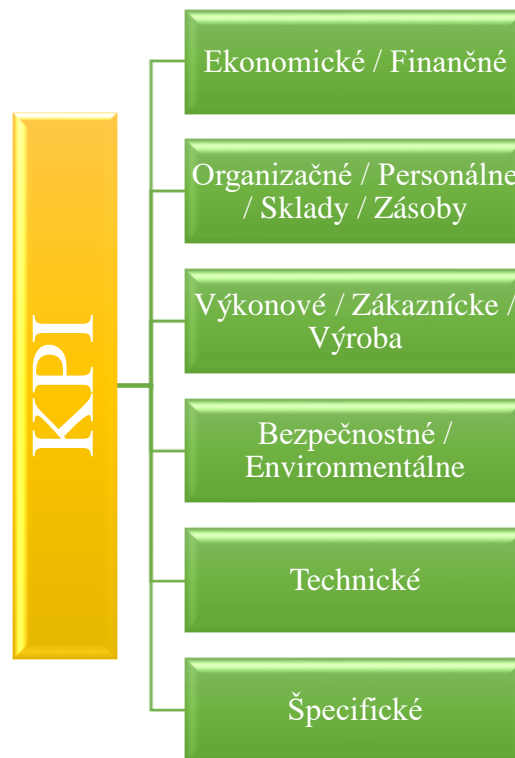 KPI
Ekonomické / Finančné
Organizačné / Personálne
/ Sklady / Zásoby
Výkonové / Zákaznícke /
Výroba
Bezpečnostné /
Environmentálne
Technické
Špecifické